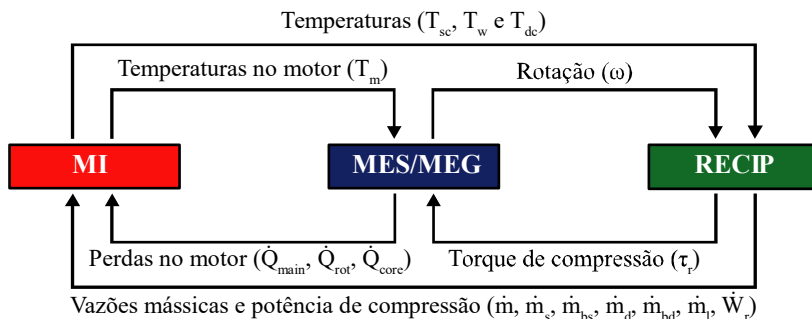 Temperaturas (T_sc, T_w e T_dc)
Temperaturas no motor (T_m)
Rotação (ω)
MI
MES/MEG
RECIP
Perdas no motor (Q̇_main, Q̇_rot, Q̇_core)
Torque de compressão (τ_r)
Vazões mássicas e potência de compressão (ṁ, ṁ_s, ṁ_bs, ṁ_d, ṁ_bd, ṁ_l, Ẇ_r)